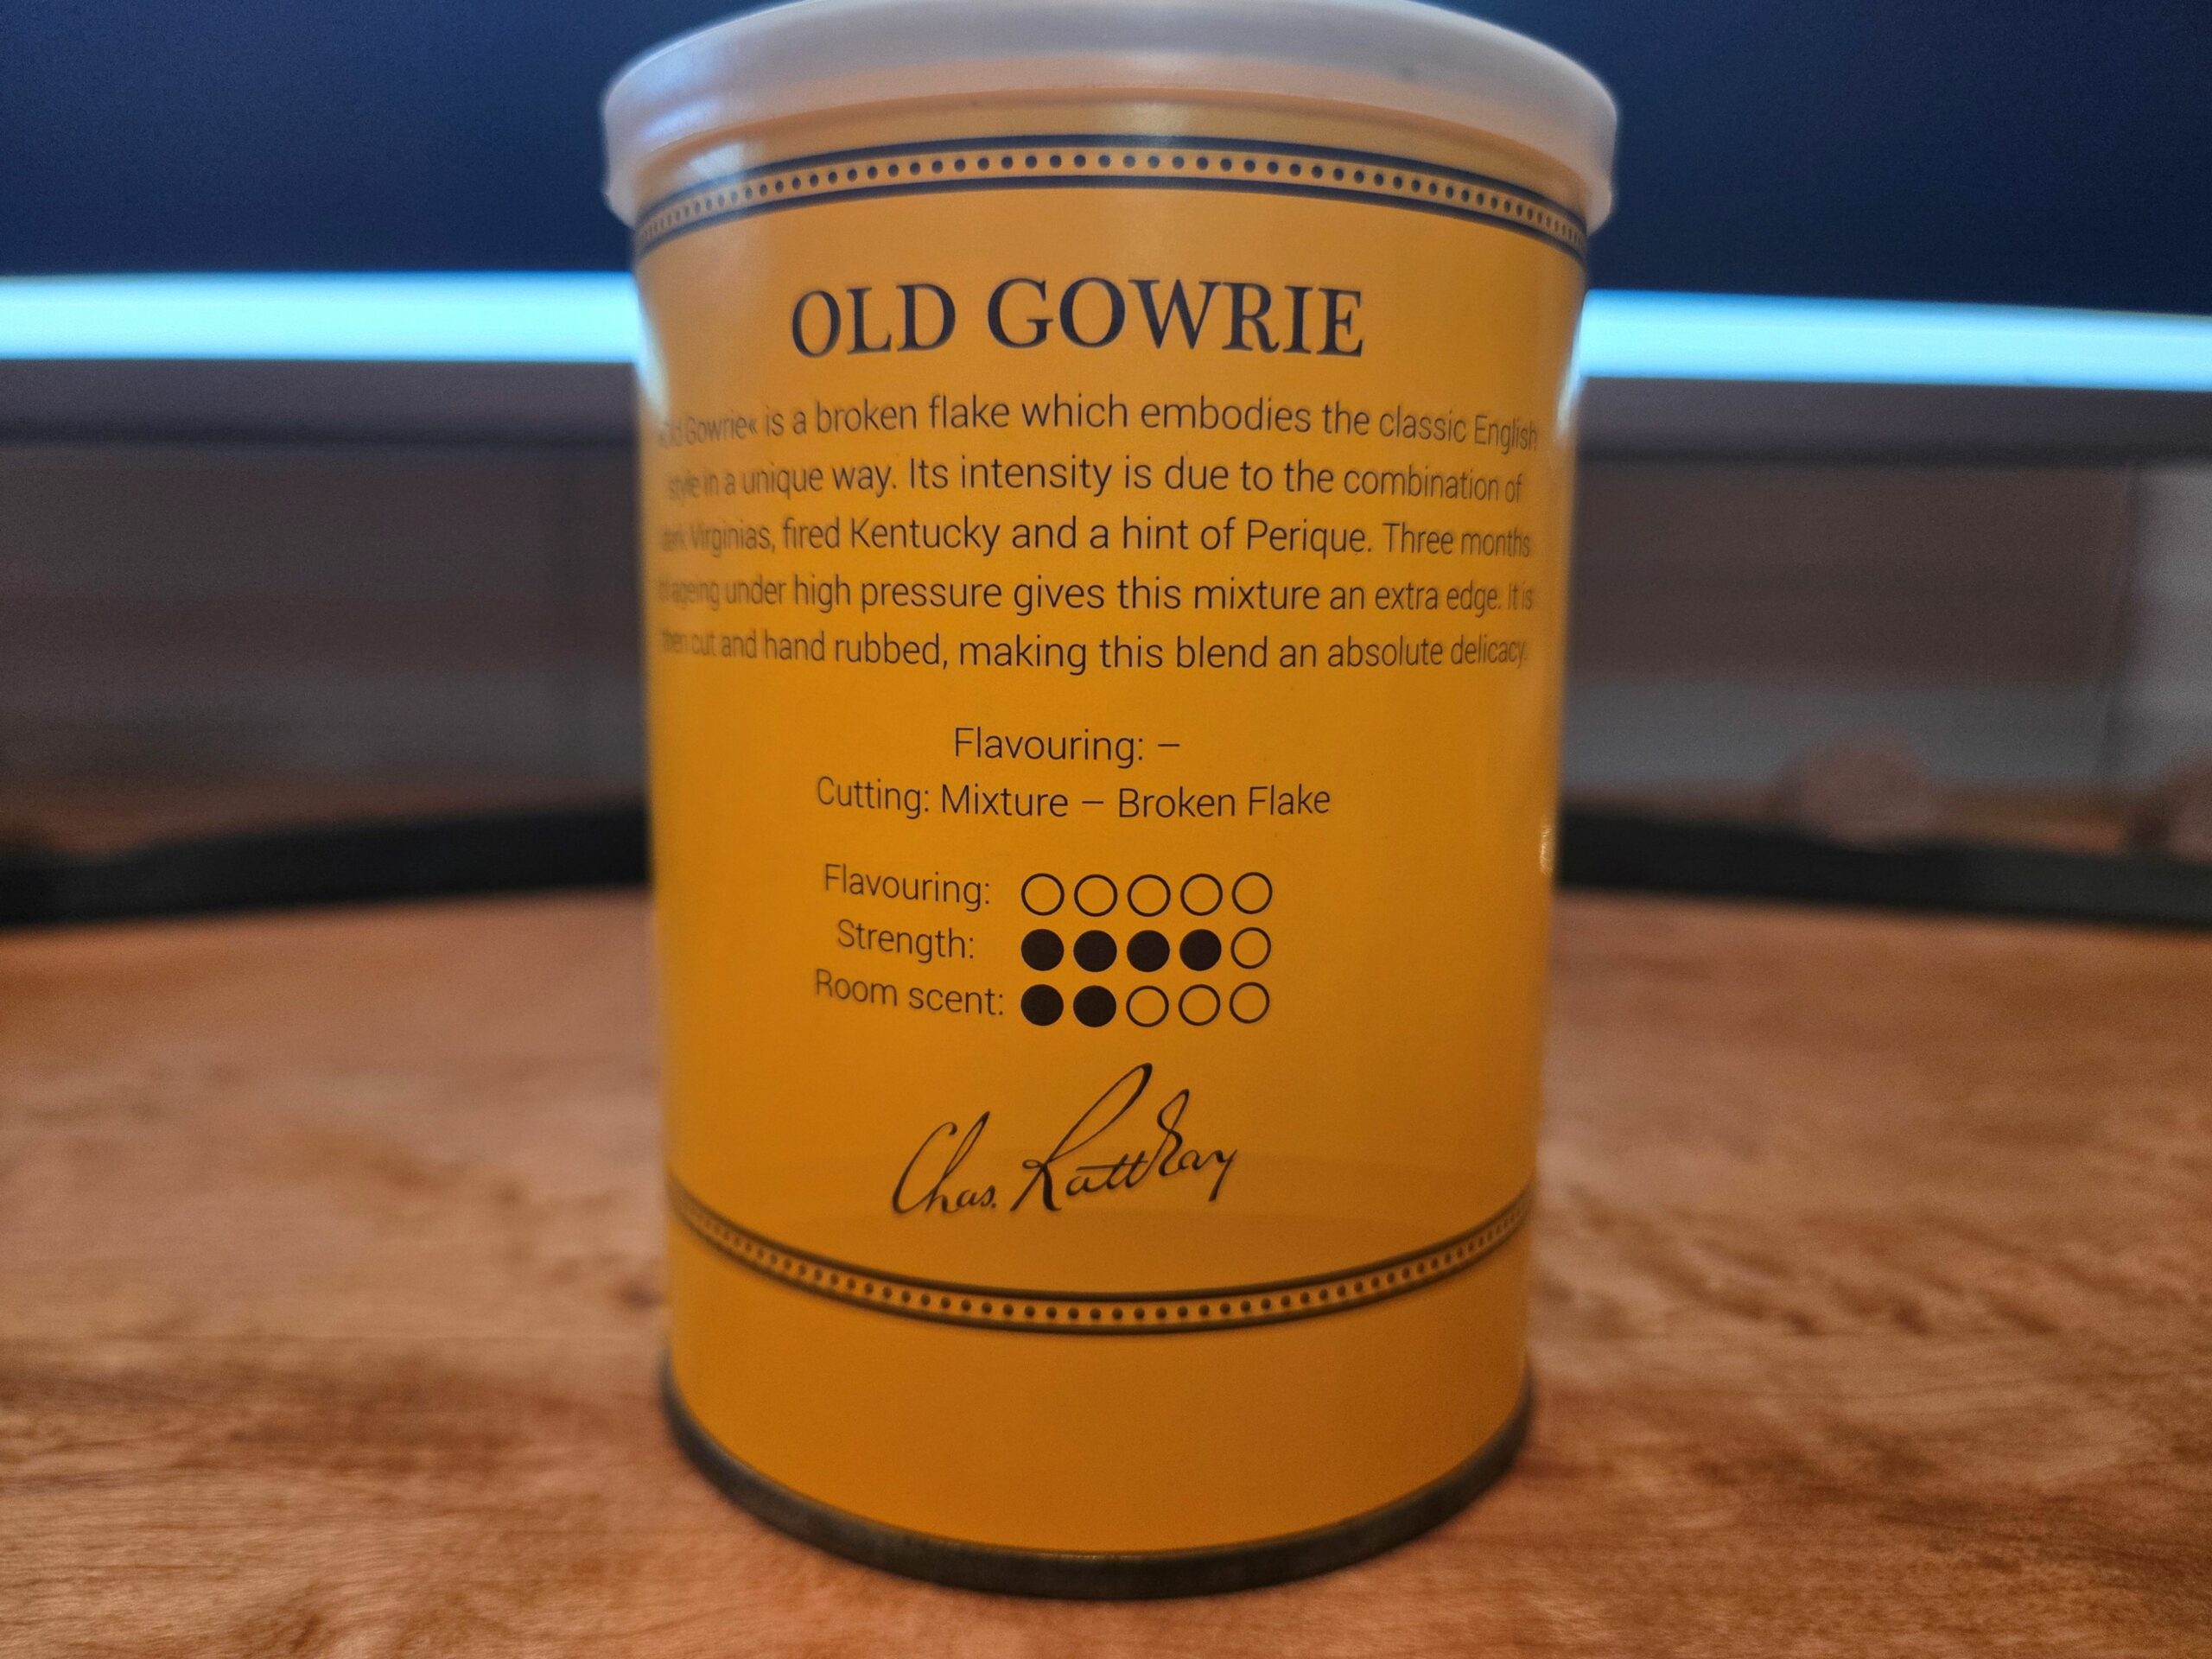 OLD GOWRIE
»Old Gowrie« is a broken flake which embodies the classic English
style in a unique way. Its intensity is due to the combination of
dark Virginias, fired Kentucky and a hint of Perique. Three months
of ageing under high pressure gives this mixture an extra edge. It is
then cut and hand rubbed, making this blend an absolute delicacy.
Flavouring: –
Cutting: Mixture – Broken Flake
Flavouring:
Strength:
Room scent:
Chas. Rattray